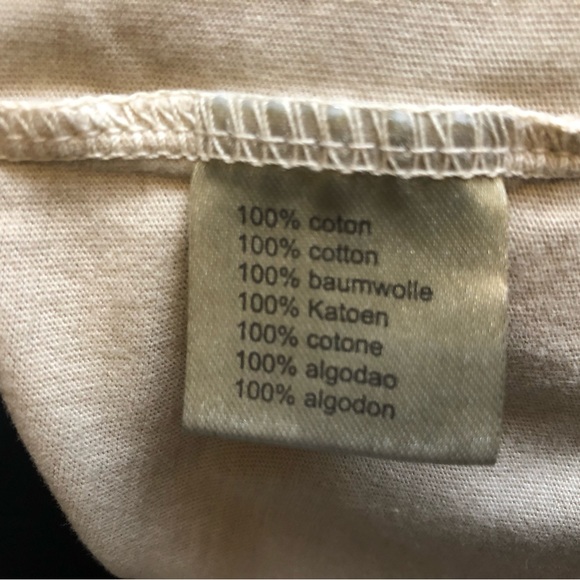 100% coton
100% cotton
100% baumwolle
100% Katoen
100% cotone
100% algodao
100% algodon